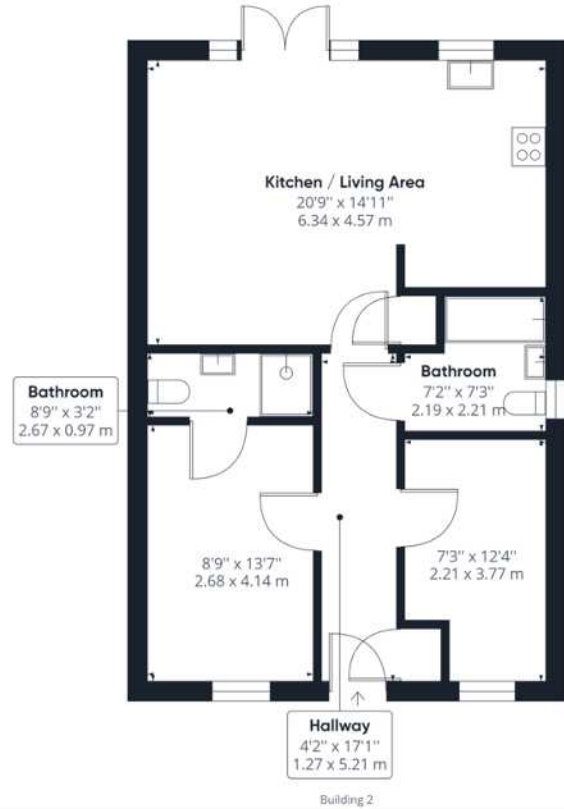 Kitchen / Living Area
20'9" x 14'11"
6.34 x 4.57 m
Bathroom
8'9" x 3'2"
2.67 x 0.97 m
Bathroom
7'2" x 7'3"
2.19 x 2.21 m
8'9" x 13'7"
2.68 x 4.14 m
7'3" x 12'4"
2.21 x 3.77 m
Hallway
4'2" x 17'1"
1.27 x 5.21 m
Building 2